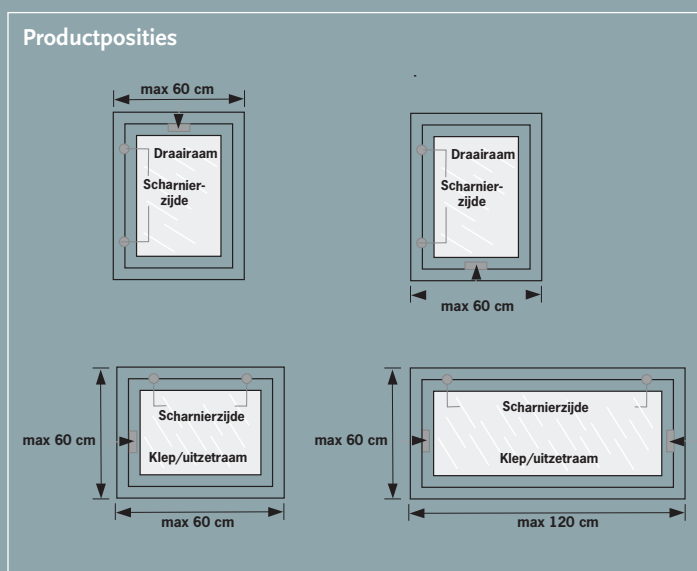 Productposities
max 60 cm
Draairaam
Scharnier-
zijde
Draairaam
Scharnier-
zijde
max 60 cm
max 60 cm
Scharnierzijde
Klep/uitzetraam
max 60 cm
max 60 cm
Scharnierzijde
Klep/uitzetraam
max 120 cm